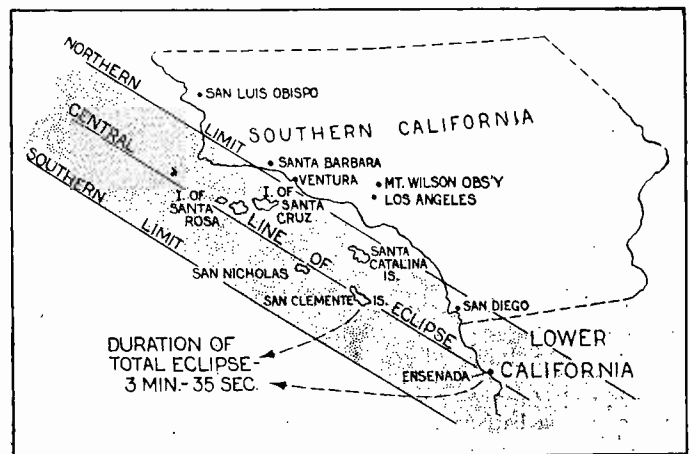 NORTHERN
LIMIT
CENTRAL
LINE OF
ECLIPSE
SOUTHERN
LIMIT
SAN LUIS OBISPO
SOUTHERN CALIFORNIA
SANTA BARBARA
VENTURA
MT. WILSON OBS'Y
LOS ANGELES
I. OF
SANTA
ROSA
I. OF
SANTA
CRUZ
SANTA
CATALINA
IS.
SAN NICHOLAS
SAN CLEMENTE IS.
SAN DIEGO
LOWER
CALIFORNIA
ENSENADA
DURATION OF
TOTAL ECLIPSE-
3 MIN.-35 SEC.